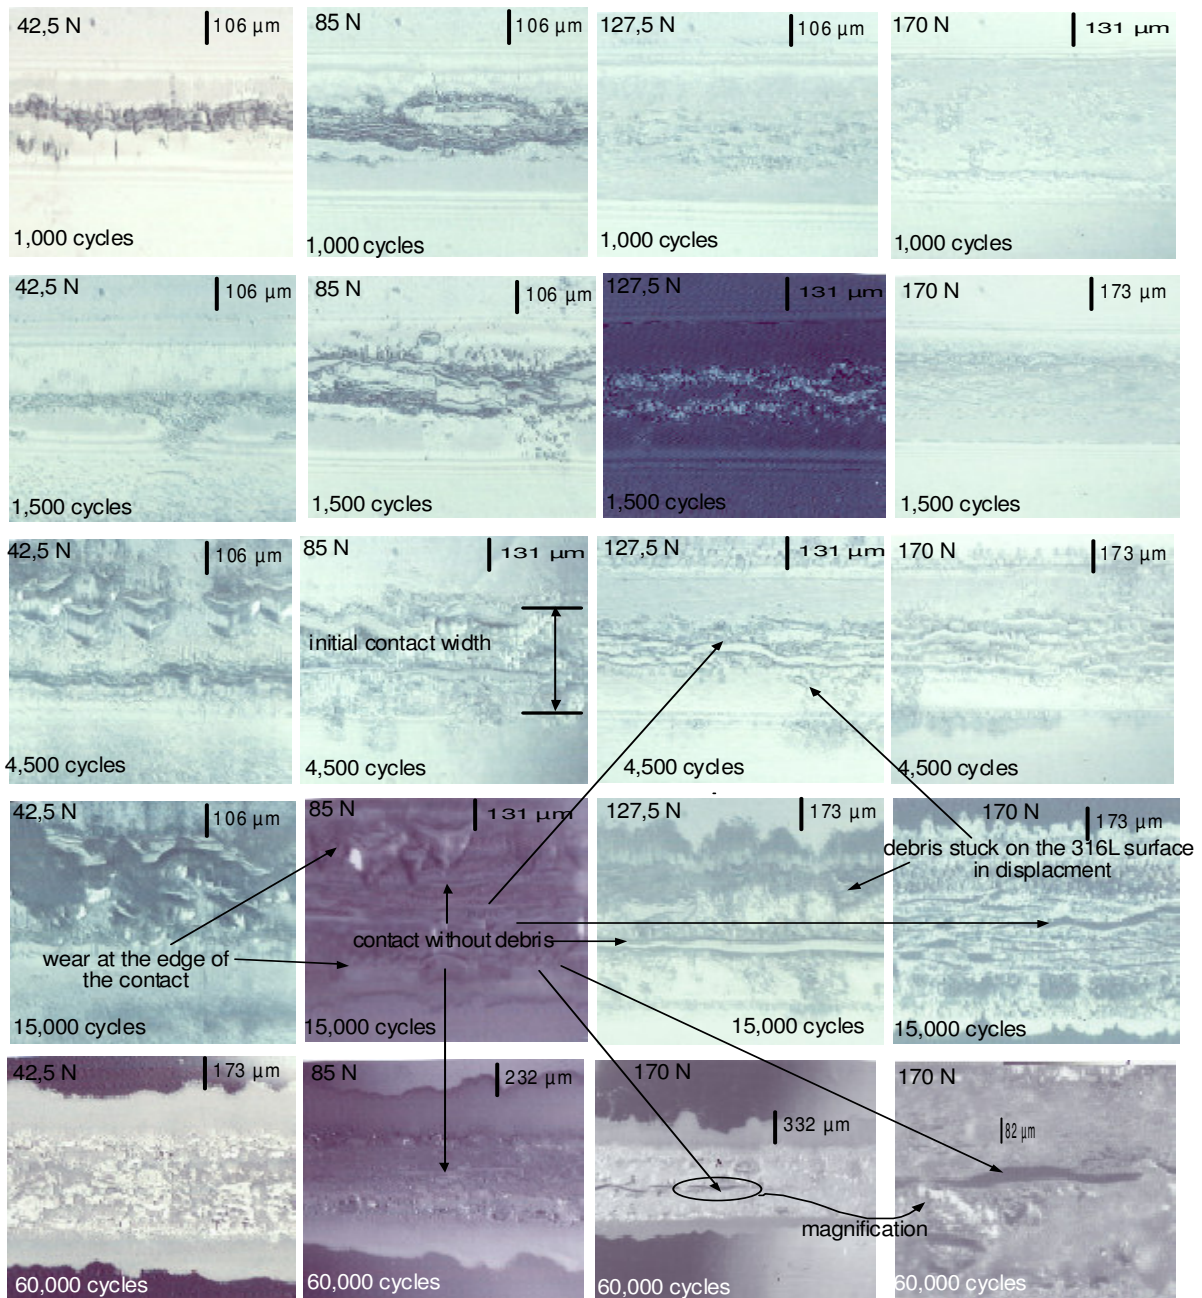 42,5 N
106 µm
1,000 cycles
85 N
106 µm
1,000 cycles
127,5 N
106 µm
1,000 cycles
170 N
131 µm
1,000 cycles
42,5 N
106 µm
1,500 cycles
85 N
106 µm
1,500 cycles
127,5 N
131 µm
1,500 cycles
170 N
173 µm
1,500 cycles
42,5 N
106 µm
4,500 cycles
85 N
131 µm
initial contact width
4,500 cycles
127,5 N
131 µm
4,500 cycles
170 N
173 µm
4,500 cycles
42,5 N
106 µm
wear at the edge of
the contact
15,000 cycles
85 N
131 µm
contact without debris
15,000 cycles
127,5 N
173 µm
15,000 cycles
170 N
173 µm
debris stuck on the 316L surface
in displacment
15,000 cycles
42,5 N
173 µm
60,000 cycles
85 N
232 µm
60,000 cycles
170 N
332 µm
magnification
60,000 cycles
170 N
82 µm
60,000 cycles